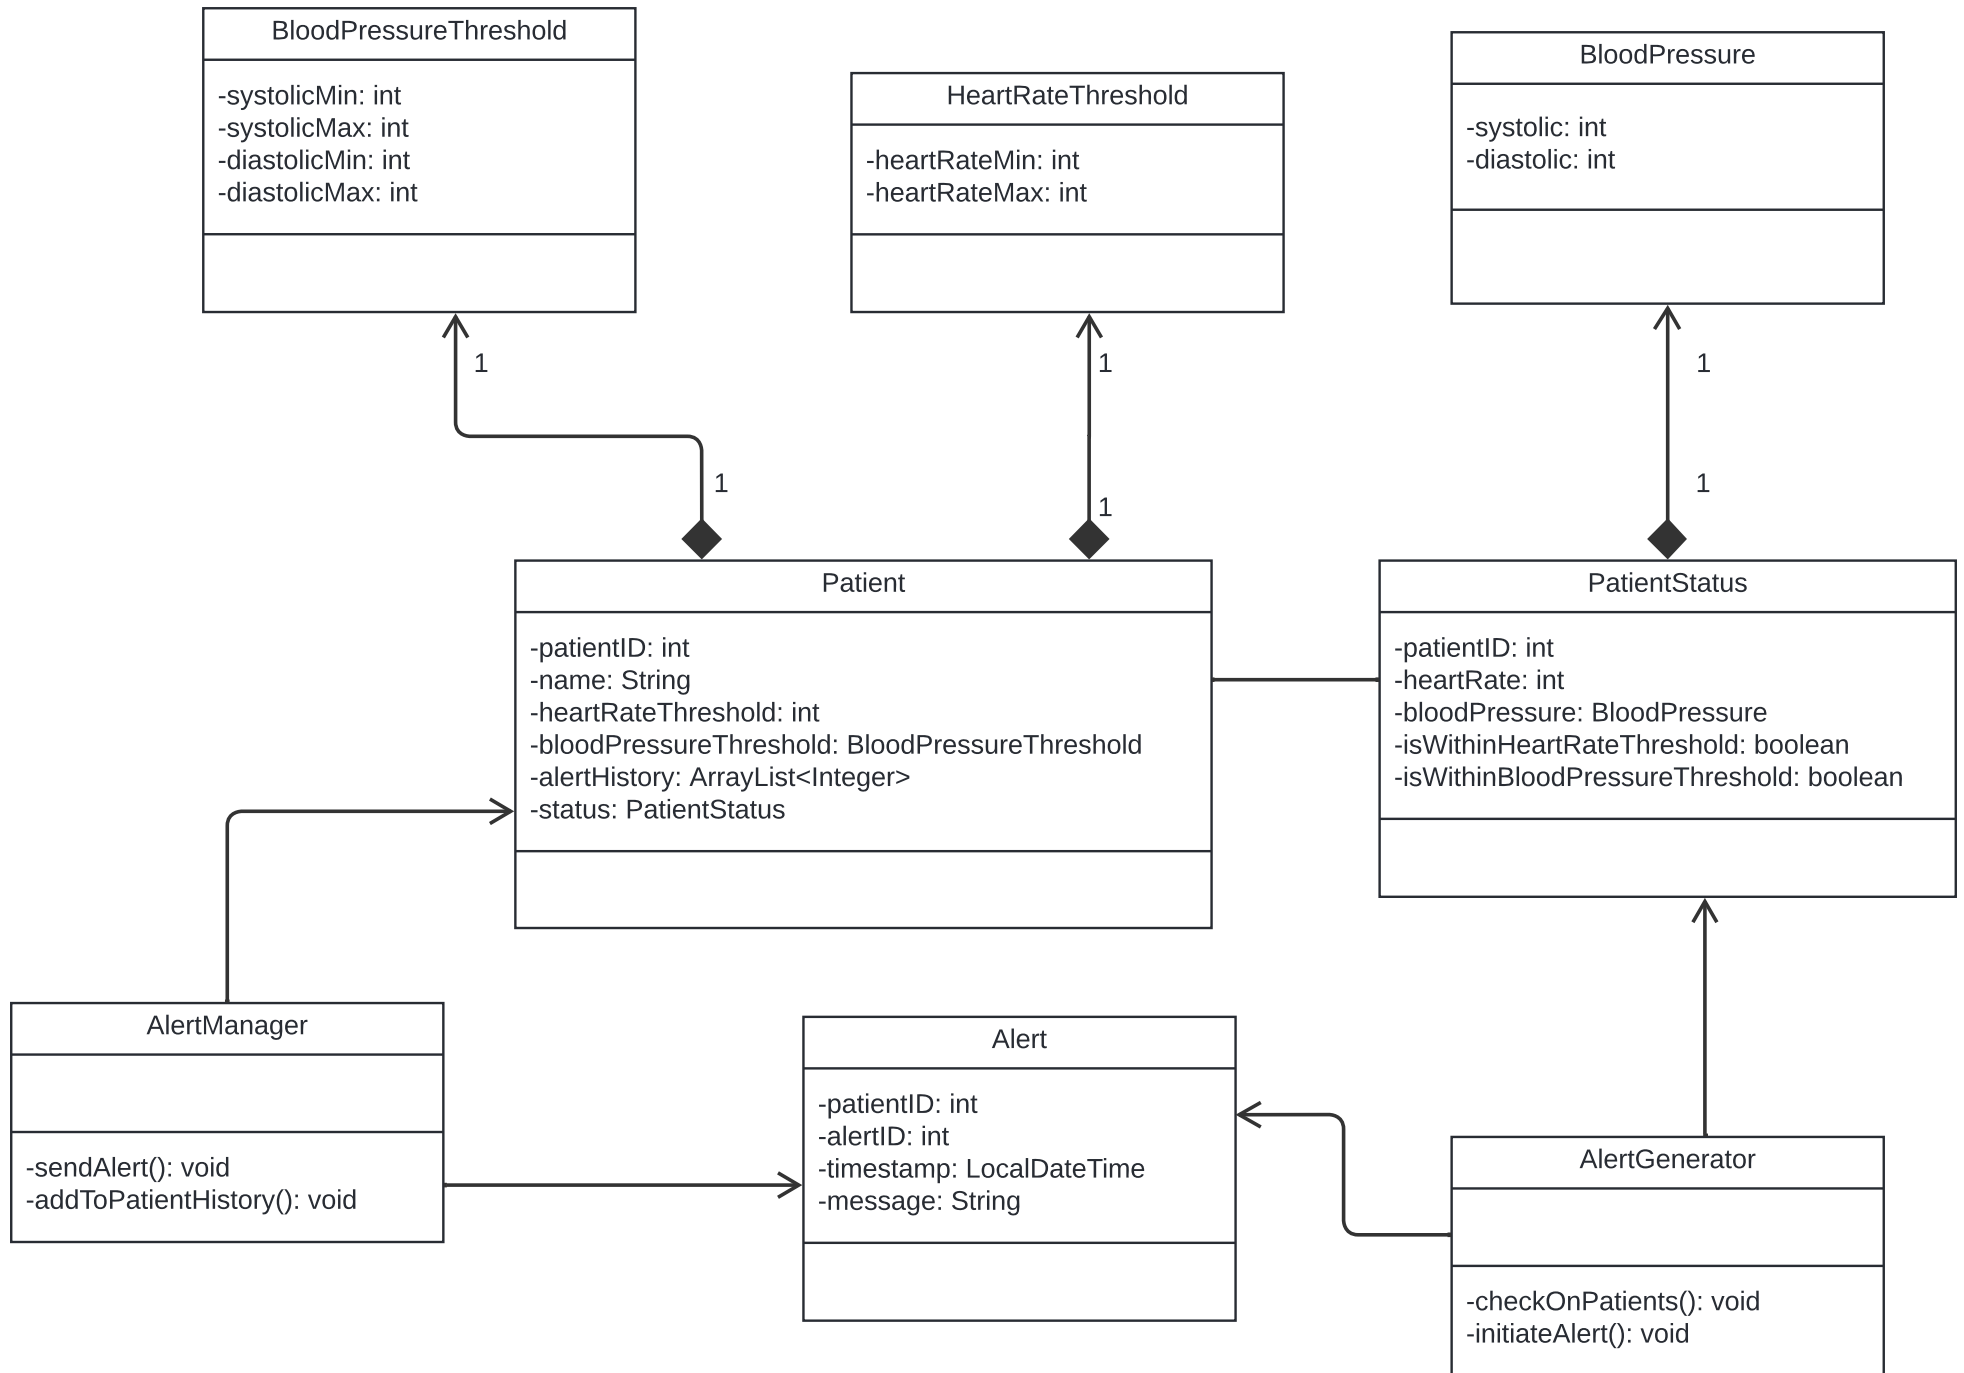 BloodPressureThreshold
-systolicMin: int
-systolicMax: int
-diastolicMin: int
-diastolicMax: int
HeartRateThreshold
-heartRateMin: int
-heartRateMax: int
BloodPressure
-systolic: int
-diastolic: int
1
1
1
1
1
1
Patient
-patientID: int
-name: String
-heartRateThreshold: int
-bloodPressureThreshold: BloodPressureThreshold
-alertHistory: ArrayList<Integer>
-status: PatientStatus
PatientStatus
-patientID: int
-heartRate: int
-bloodPressure: BloodPressure
-isWithinHeartRateThreshold: boolean
-isWithinBloodPressureThreshold: boolean
AlertManager
-sendAlert(): void
-addToPatientHistory(): void
Alert
-patientID: int
-alertID: int
-timestamp: LocalDateTime
-message: String
AlertGenerator
-checkOnPatients(): void
-initiateAlert(): void